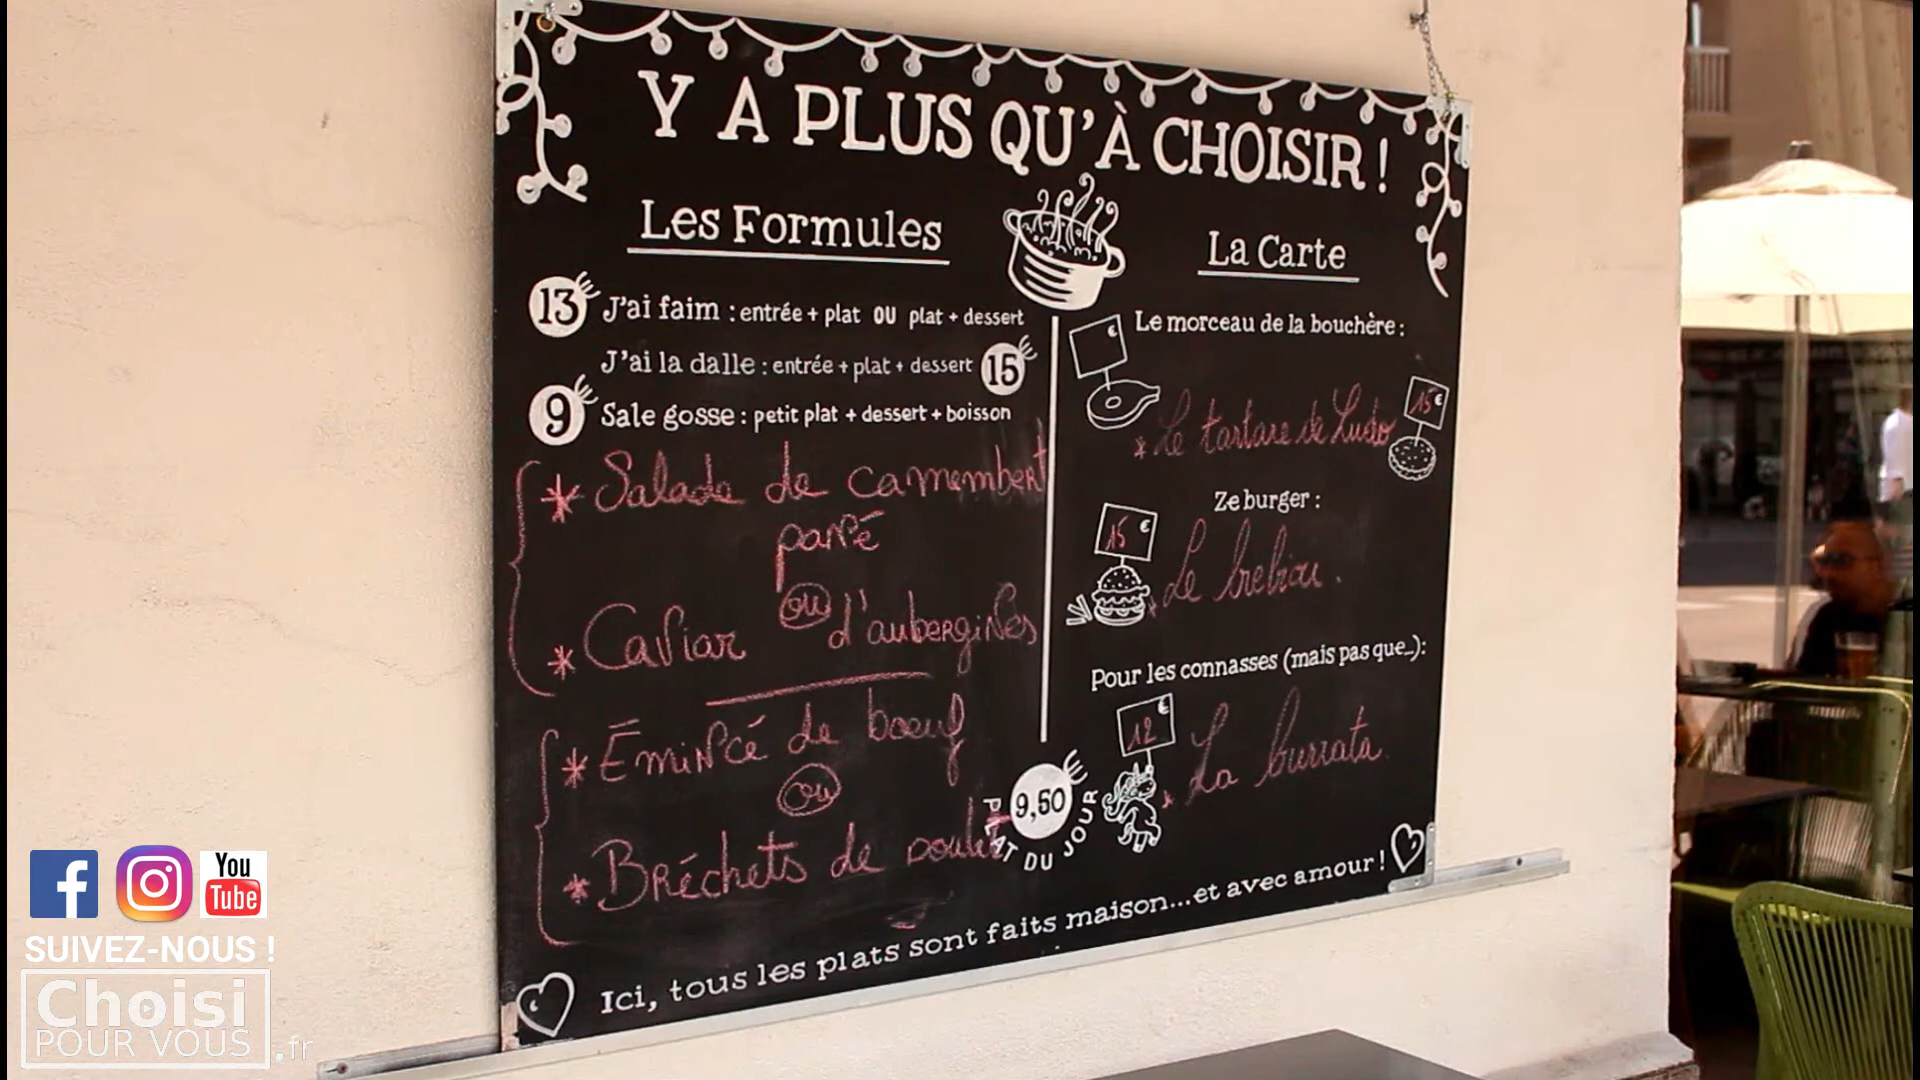 Y A PLUS QU'À CHOISIR !
Les Formules
13€ J'ai faim : entrée + plat OU plat + dessert
J'ai la dalle : entrée + plat + dessert 15€
9€ Sale gosse : petit plat + dessert + boisson
* Salade de camembert
pané
ou
* Caviar d'aubergines
* Émincé de boeuf
ou
* Bréchets de poulet
9,50€
PLAT DU JOUR
La Carte
Le morceau de la bouchère :
€
* Le tartare de Ludo
15€
Ze burger :
15€
* Le brebiou.
Pour les connasses (mais pas que...) :
12€
* La burrata.
Ici, tous les plats sont faits maison...et avec amour !
f
You
Tube
SUIVEZ-NOUS !
Choisi
POUR VOUS .fr